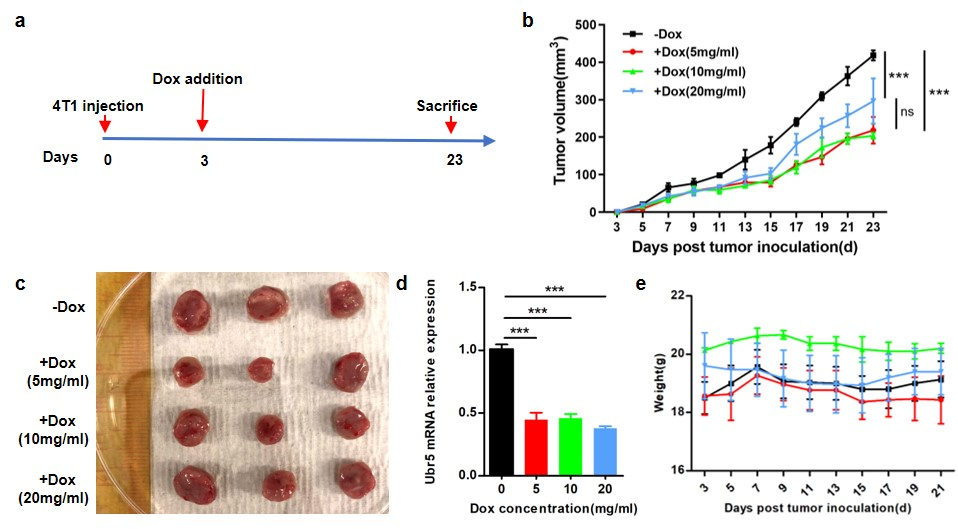 a
Dox addition
4T1 injection
Sacrifice
Days
0
3
23
b
Tumor volume(mm3)
500
400
300
200
100
0
-Dox
+Dox(5mg/ml)
+Dox(10mg/ml)
+Dox(20mg/ml)
***
ns
***
3 5 7 9 11 13 15 17 19 21 23
Days post tumor inoculation(d)
c
-Dox
+Dox
(5mg/ml)
+Dox
(10mg/ml)
+Dox
(20mg/ml)
d
Ubr5 mRNA relative expression
1.5
1.0
0.5
0.0
***
***
***
0 5 10 20
Dox concentration(mg/ml)
e
Weight(g)
22
20
18
16
3 5 7 9 11 13 15 17 19 21
Days post tumor inoculation(d)